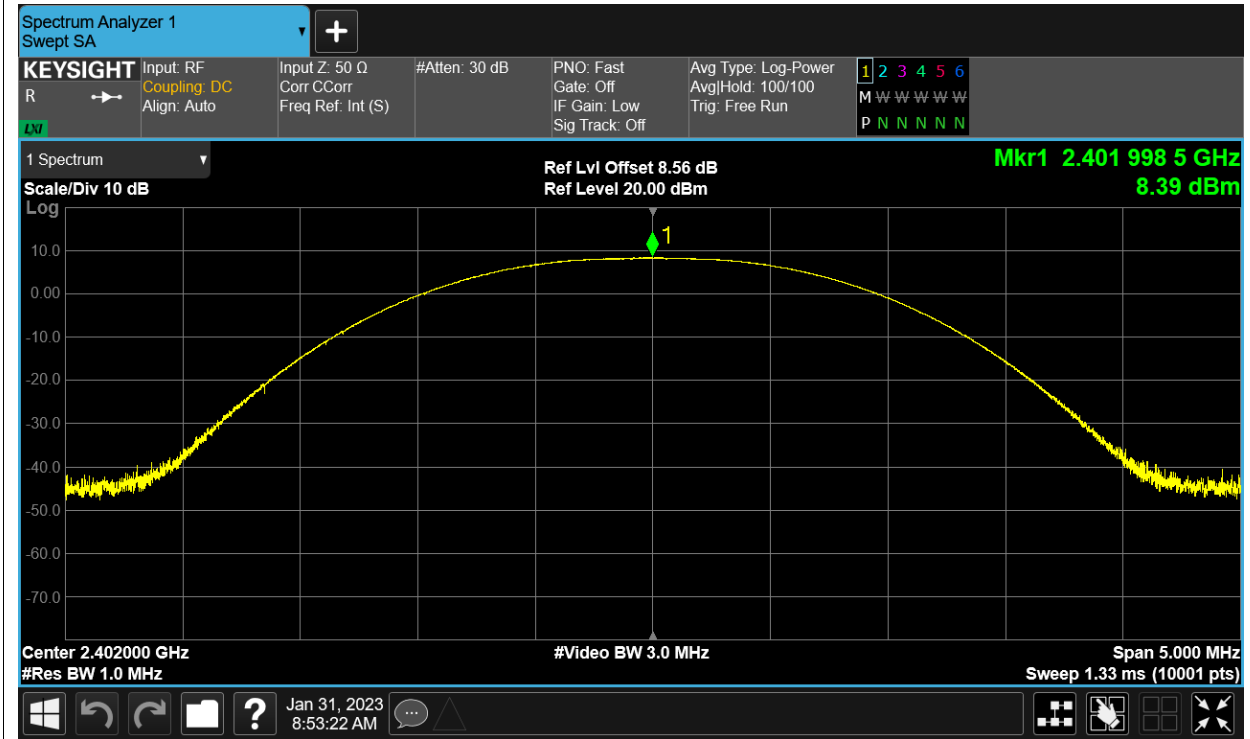 Spectrum Analyzer 1
Swept SA
+
KEYSIGHT Input: RF Input Z: 50 Ω #Atten: 30 dB PNO: Fast Avg Type: Log-Power 1 2 3 4 5 6
R Coupling: DC Corr CCorr Gate: Off Avg|Hold: 100/100 M W W W W W
Align: Auto Freq Ref: Int (S) IF Gain: Low Trig: Free Run
LXI Sig Track: Off P N N N N N
1 Spectrum Ref Lvl Offset 8.56 dB Mkr1 2.401 998 5 GHz
Scale/Div 10 dB Ref Level 20.00 dBm 8.39 dBm
Log
1
10.0
0.00
-10.0
-20.0
-30.0
-40.0
-50.0
-60.0
-70.0
Center 2.402000 GHz #Video BW 3.0 MHz Span 5.000 MHz
#Res BW 1.0 MHz Sweep 1.33 ms (10001 pts)
? Jan 31, 2023
8:53:22 AM